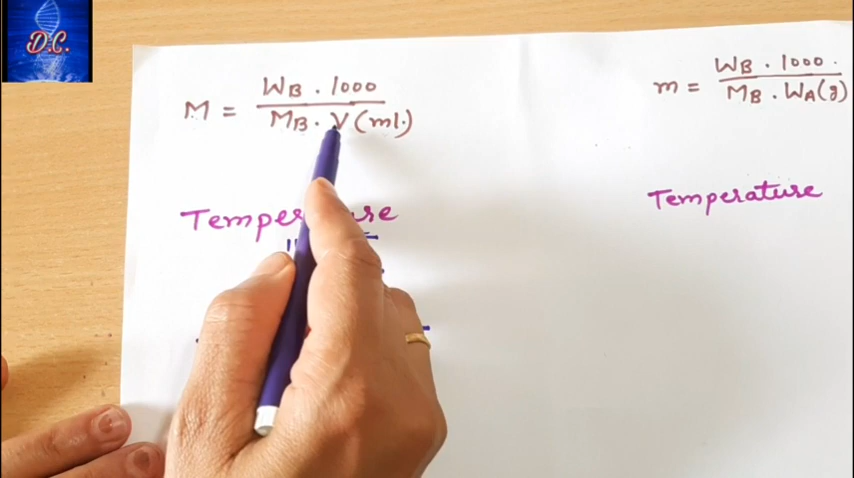 D.C.
M = WB . 1000 / MB . V (ml.)
m = WB . 1000 . / MB . WA(g)
Temperature
Temperature